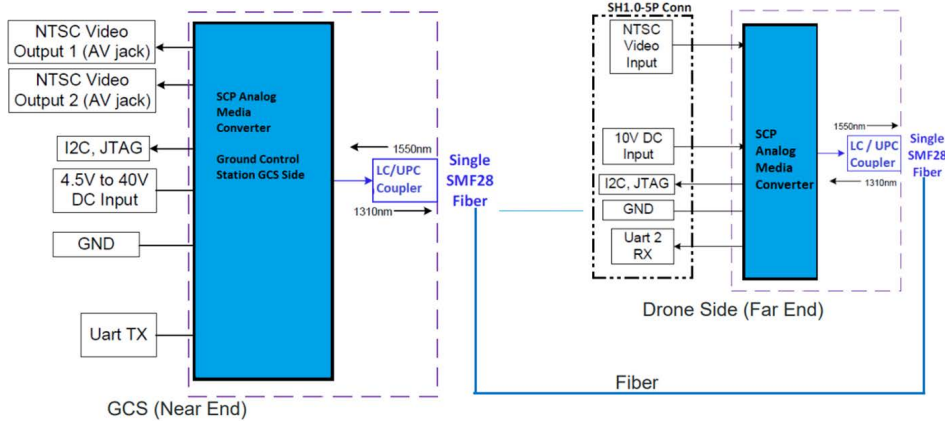 NTSC Video
Output 1 (AV jack)
NTSC Video
Output 2 (AV jack)
I2C, JTAG
4.5V to 40V
DC Input
GND
Uart TX
SCP Analog
Media
Converter
Ground Control
Station GCS Side
1550nm
LC/UPC
Coupler
1310nm
Single
SMF28
Fiber
GCS (Near End)
SH1.0-5P Conn
NTSC
Video
Input
10V DC
Input
I2C, JTAG
GND
Uart 2
RX
SCP
Analog
Media
Converter
1550nm
LC / UPC
Coupler
1310nm
Single
SMF28
Fiber
Drone Side (Far End)
Fiber